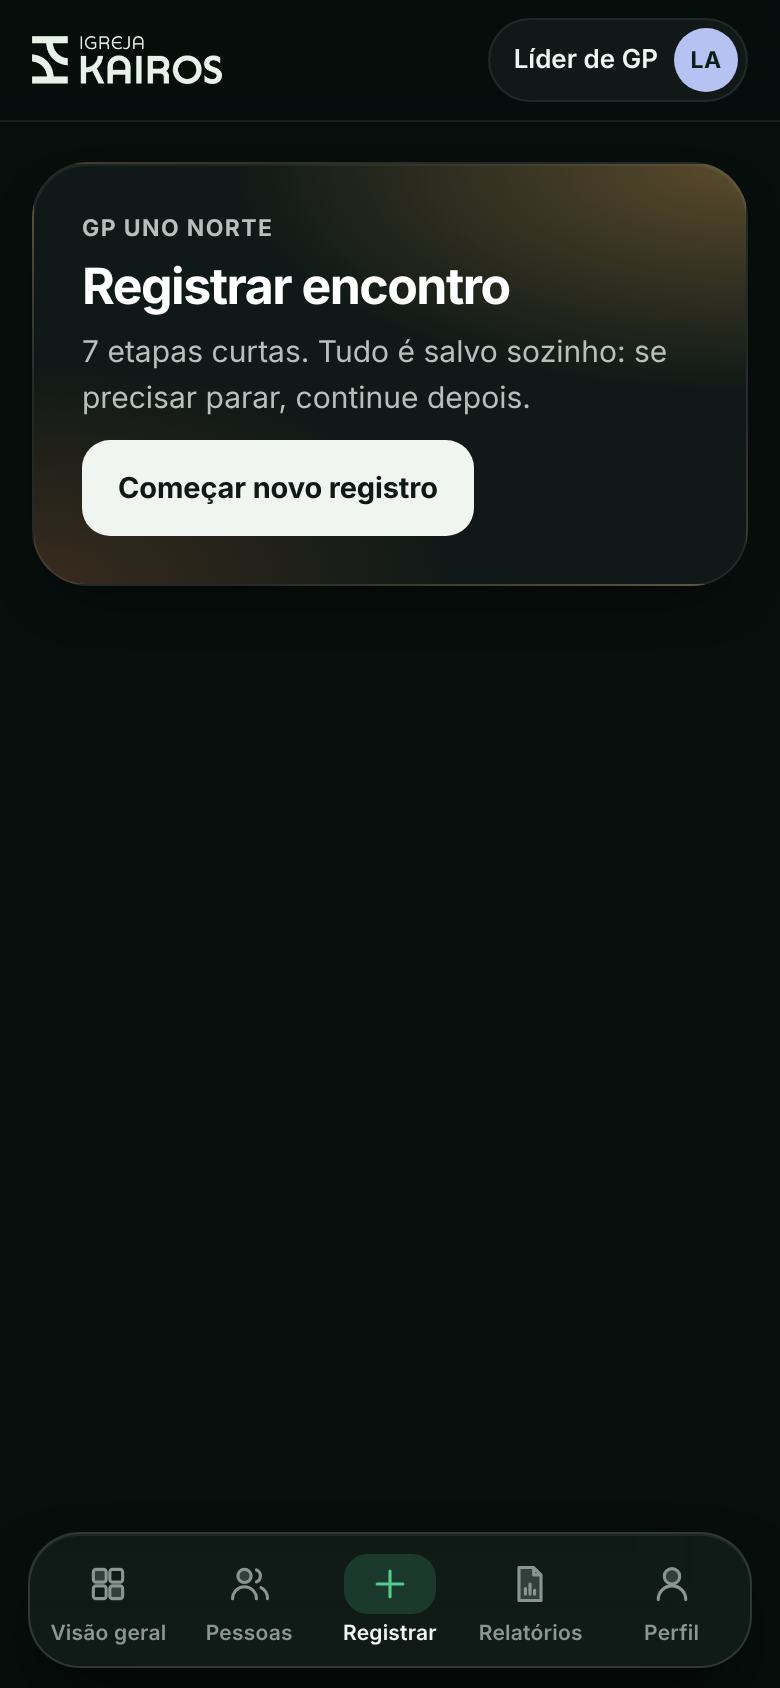 IGREJA
KAIROS
Líder de GP
LA
GP UNO NORTE
Registrar encontro
7 etapas curtas. Tudo é salvo sozinho: se
precisar parar, continue depois.
Começar novo registro
Visão geral
Pessoas
Registrar
Relatórios
Perfil